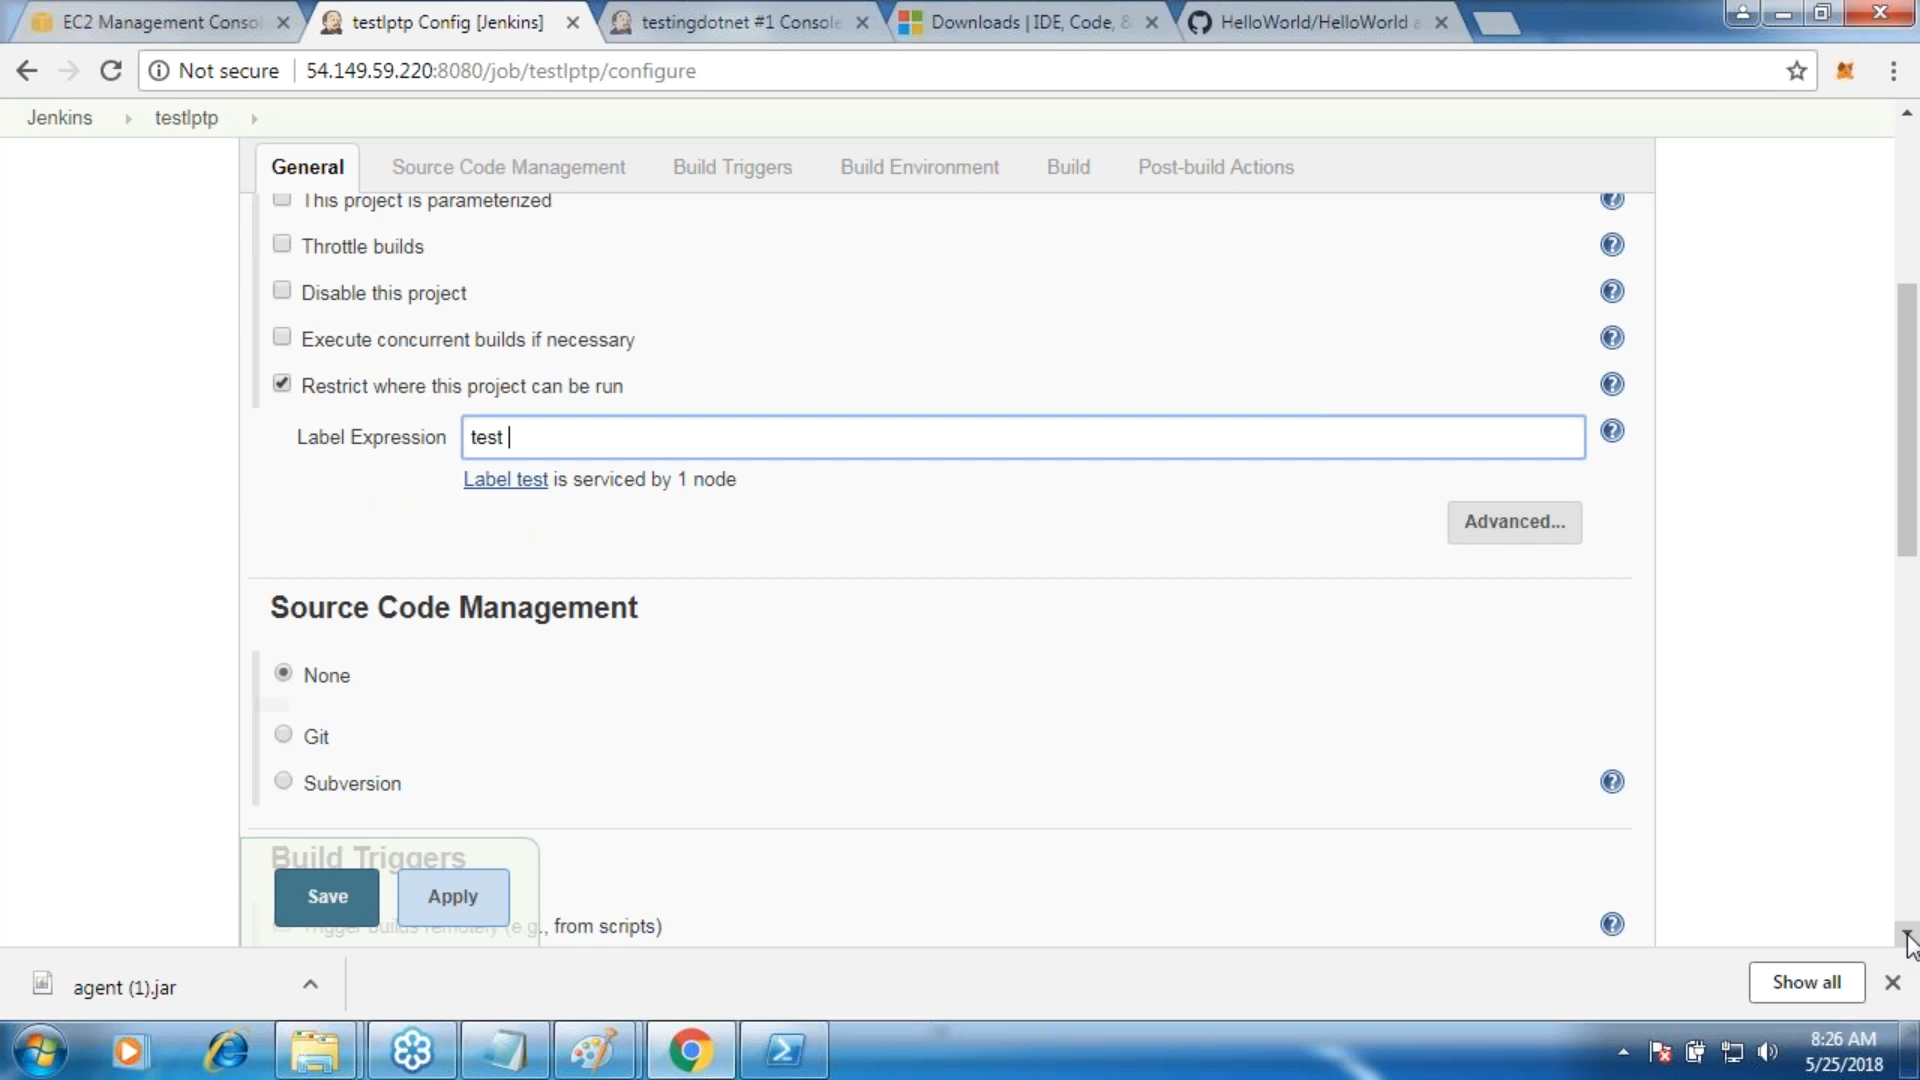 EC2 Management Consol
testlptp Config [Jenkins]
testingdotnet #1 Console
Downloads | IDE, Code, &
HelloWorld/HelloWorld a
Not secure
54.149.59.220:8080/job/testlptp/configure
Jenkins
testlptp
General
Source Code Management
Build Triggers
Build Environment
Build
Post-build Actions
This project is parameterized
Throttle builds
Disable this project
Execute concurrent builds if necessary
Restrict where this project can be run
Label Expression
test
Label test is serviced by 1 node
Advanced...
Source Code Management
None
Git
Subversion
Build Triggers
Save
Apply
Trigger builds remotely (e.g., from scripts)
agent (1).jar
Show all
8:26 AM
5/25/2018